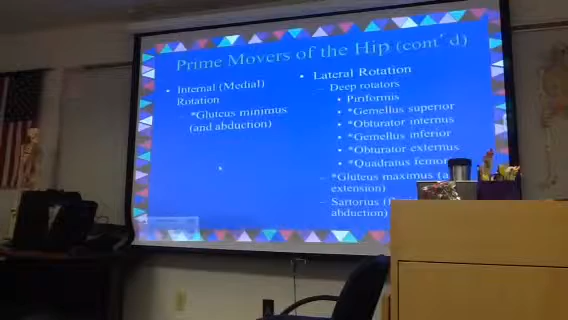 Prime Movers of the Hip (cont'd)
• Internal (Medial)
Rotation
– *Gluteus minimus
(and abduction)
• Lateral Rotation
– Deep rotators
• Piriformis
• *Gemellus superior
• *Obturator internus
• *Gemellus inferior
• *Obturator externus
• *Quadratus femor
– *Gluteus maximus (a
extension)
– Sartorius (
abduction)